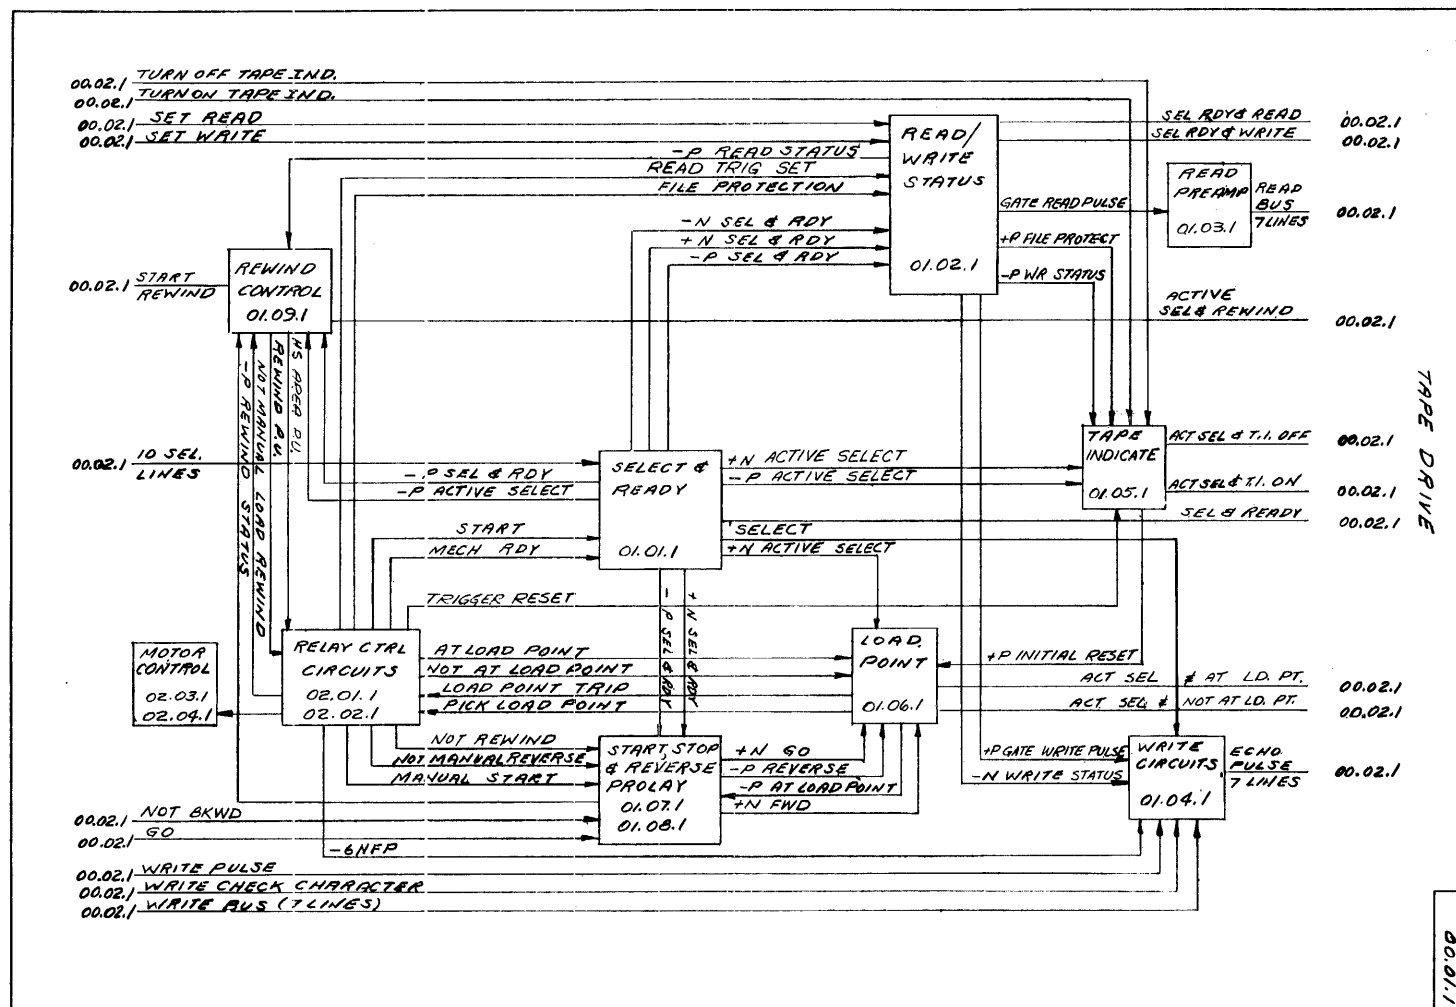 00.02.1 TURN OFF TAPE IND.
00.02.1 TURN ON TAPE IND.
00.02.1 SET READ
00.02.1 SET WRITE
-P READ STATUS
READ TRIG SET
FILE PROTECTION
-N SEL & RDY
+N SEL & RDY
-P SEL & RDY
READ/
WRITE
STATUS
01.02.1
SEL RDY & READ 00.02.1
SEL RDY & WRITE 00.02.1
GATE READ PULSE
+P FILE PROTECT
-P WR STATUS
READ
PREAMP
01.03.1
READ
BUS
7 LINES
00.02.1
00.02.1 START
REWIND
REWIND
CONTROL
01.09.1
ACTIVE
SEL & REWIND 00.02.1
HS AREA P.U.
REWIND P.U.
NOT MANUAL LOAD REWIND
-P REWIND STATUS
00.02.1 10 SEL.
LINES
-P SEL & RDY
-P ACTIVE SELECT
SELECT &
READY
01.01.1
+N ACTIVE SELECT
-P ACTIVE SELECT
TAPE
INDICATE
01.05.1
ACT SEL & T.I. OFF 00.02.1
ACT SEL & T.I. ON 00.02.1
SEL & READY 00.02.1
TAPE DRIVE
START
MECH RDY
SELECT
+N ACTIVE SELECT
TRIGGER RESET
-P SEL & RDY
+N SEL & RDY
MOTOR
CONTROL
02.03.1
02.04.1
RELAY CTRL
CIRCUITS
02.01.1
02.02.1
AT LOAD POINT
NOT AT LOAD POINT
LOAD POINT TRIP
PICK LOAD POINT
LOAD
POINT
01.06.1
+P INITIAL RESET
ACT SEL & AT LD. PT. 00.02.1
ACT SEL & NOT AT LD. PT. 00.02.1
NOT REWIND
NOT MANUAL REVERSE
MANUAL START
START, STOP
& REVERSE
PROLAY
01.07.1
01.08.1
+N GO
-P REVERSE
-P AT LOAD POINT
+N FWD
+P GATE WRITE PULSE
-N WRITE STATUS
WRITE
CIRCUITS
01.04.1
ECHO
PULSE
7 LINES
00.02.1
00.02.1 NOT BKWD
00.02.1 GO
-6NFP
00.02.1 WRITE PULSE
00.02.1 WRITE CHECK CHARACTER
00.02.1 WRITE BUS (7 LINES)
00.01.1